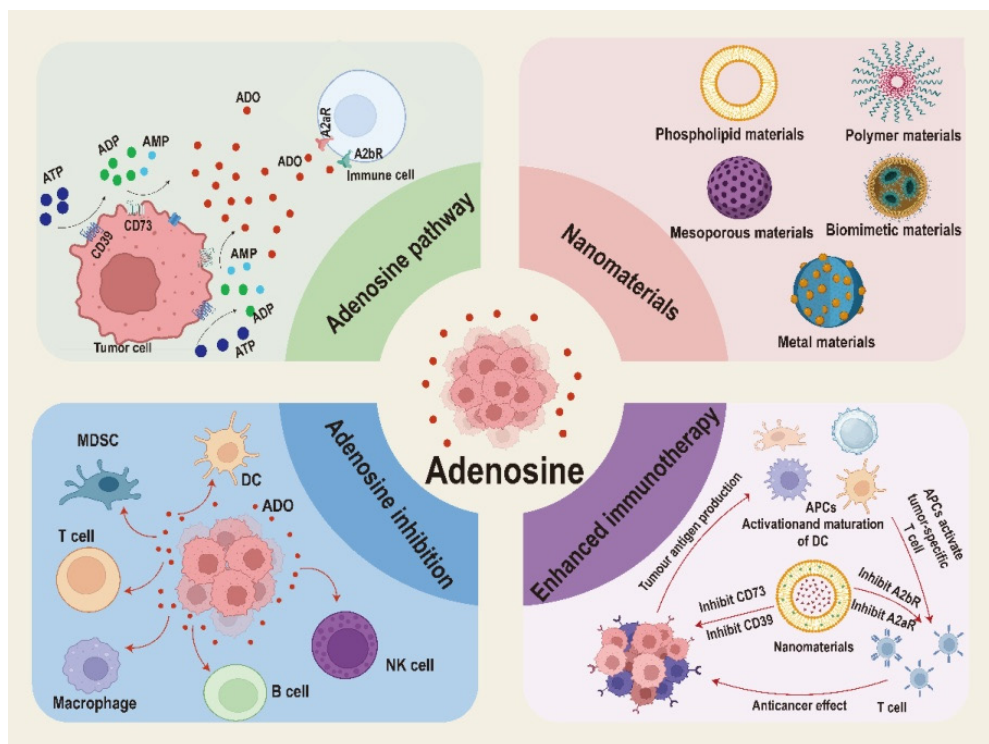 ADO
ADP
AMP
ATP
A2aR
ADO
A2bR
Immune cell
CD39
CD73
AMP
ADP
ATP
Tumor cell
Adenosine pathway
Phospholipid materials
Polymer materials
Mesoporous materials
Biomimetic materials
Metal materials
Nanomaterials
Adenosine
MDSC
DC
ADO
T cell
Macrophage
B cell
NK cell
Adenosine inhibition
Enhanced immunotherapy
Tumour antigen production
APCs
Activationand maturation
of DC
APCs activate
tumor-specific
T cell
Inhibit CD73
Inhibit CD39
Inhibit A2bR
Inhibit A2aR
Nanomaterials
Anticancer effect
T cell